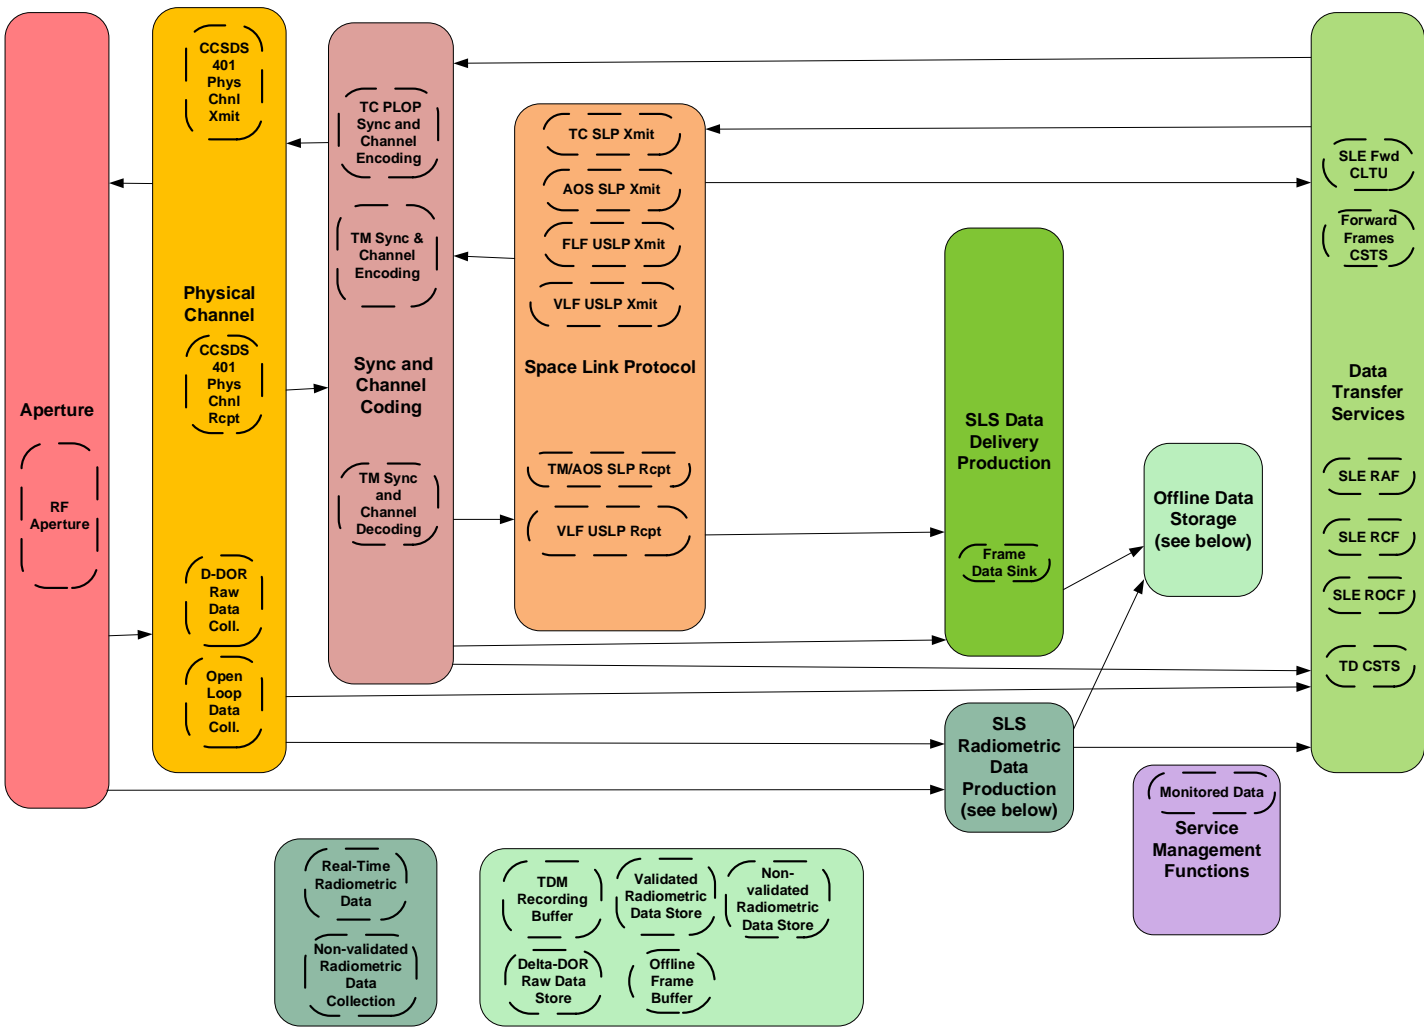 Aperture
RF
Aperture
CCSDS
401
Phys
Chnl
Xmit
Physical
Channel
CCSDS
401
Phys
Chnl
Rcpt
D-DOR
Raw
Data
Coll.
Open
Loop
Data
Coll.
TC PLOP
Sync and
Channel
Encoding
TM Sync &
Channel
Encoding
Sync and
Channel
Coding
TM Sync
and
Channel
Decoding
TC SLP Xmit
AOS SLP Xmit
FLF USLP Xmit
VLF USLP Xmit
Space Link Protocol
TM/AOS SLP Rcpt
VLF USLP Rcpt
SLS Data
Delivery
Production
Frame
Data Sink
Offline Data
Storage
(see below)
SLS
Radiometric
Data
Production
(see below)
SLE Fwd
CLTU
Forward
Frames
CSTS
Data
Transfer
Services
SLE RAF
SLE RCF
SLE ROCF
TD CSTS
Monitored Data
Service
Management
Functions
Real-Time
Radiometric
Data
Non-validated
Radiometric
Data
Collection
TDM
Recording
Buffer
Validated
Radiometric
Data Store
Non-
validated
Radiometric
Data Store
Delta-DOR
Raw Data
Store
Offline
Frame
Buffer